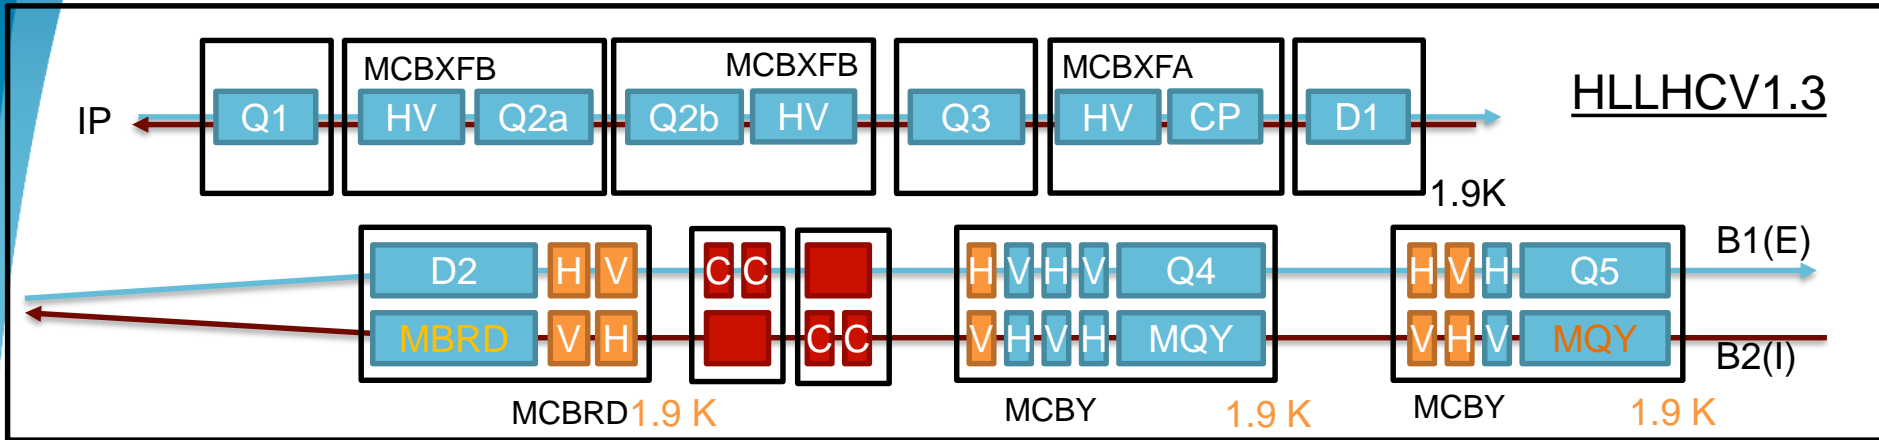 MCBXFB MCBXFB MCBXFA
HLLHCV1.3
IP Q1 HV Q2a Q2b HV Q3 HV CP D1
1.9K
D2 H V C C H V H V Q4 H V H Q5 B1(E)
MBRD V H C C V H V H MQY V H V MQY B2(I)
MCBRD 1.9 K MCBY 1.9 K MCBY 1.9 K